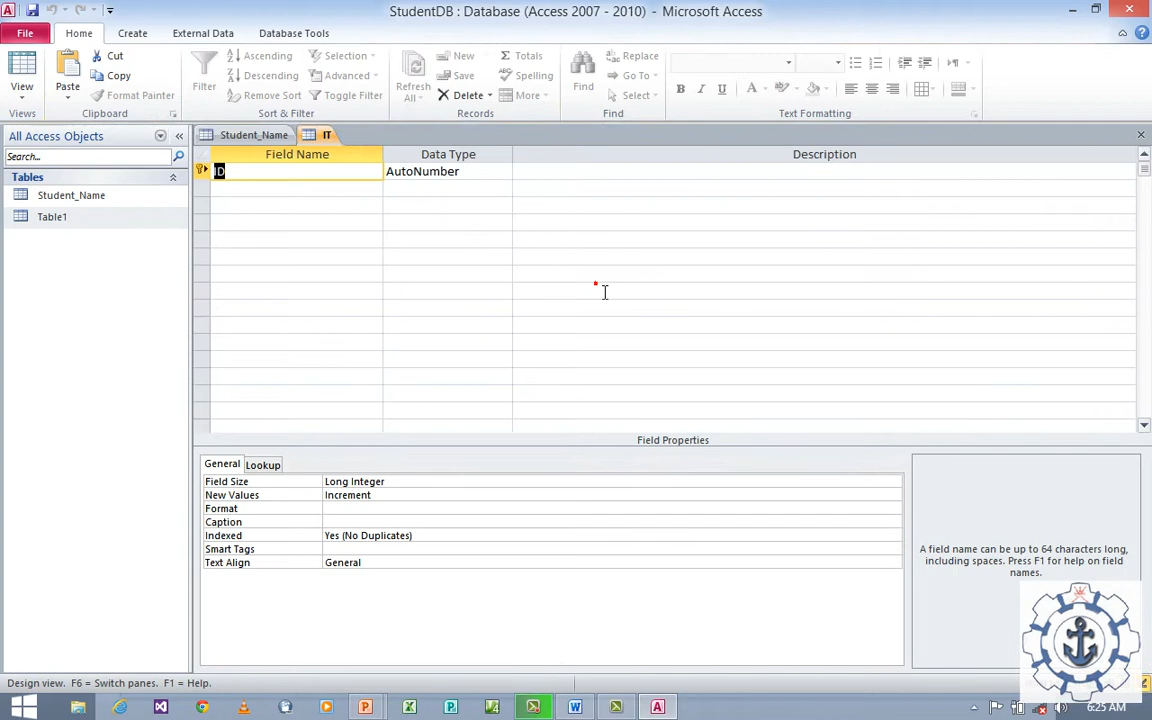 StudentDB : Database (Access 2007 - 2010) - Microsoft Access
File Home Create External Data Database Tools
View
Views
Paste
Cut
Copy
Format Painter
Clipboard
Filter
Ascending
Descending
Remove Sort
Selection
Advanced
Toggle Filter
Sort & Filter
Refresh
All
New
Save
Delete
Totals
Spelling
More
Records
Find
Replace
Go To
Select
Find
B I U
A
Text Formatting
All Access Objects
Search...
Tables
Student_Name
Table1
Student_Name IT
Field Name Data Type Description
ID AutoNumber
Field Properties
General Lookup
Field Size Long Integer
New Values Increment
Format
Caption
Indexed Yes (No Duplicates)
Smart Tags
Text Align General
A field name can be up to 64 characters long,
including spaces. Press F1 for help on field
names.
Design view. F6 = Switch panes. F1 = Help.
6:25 AM